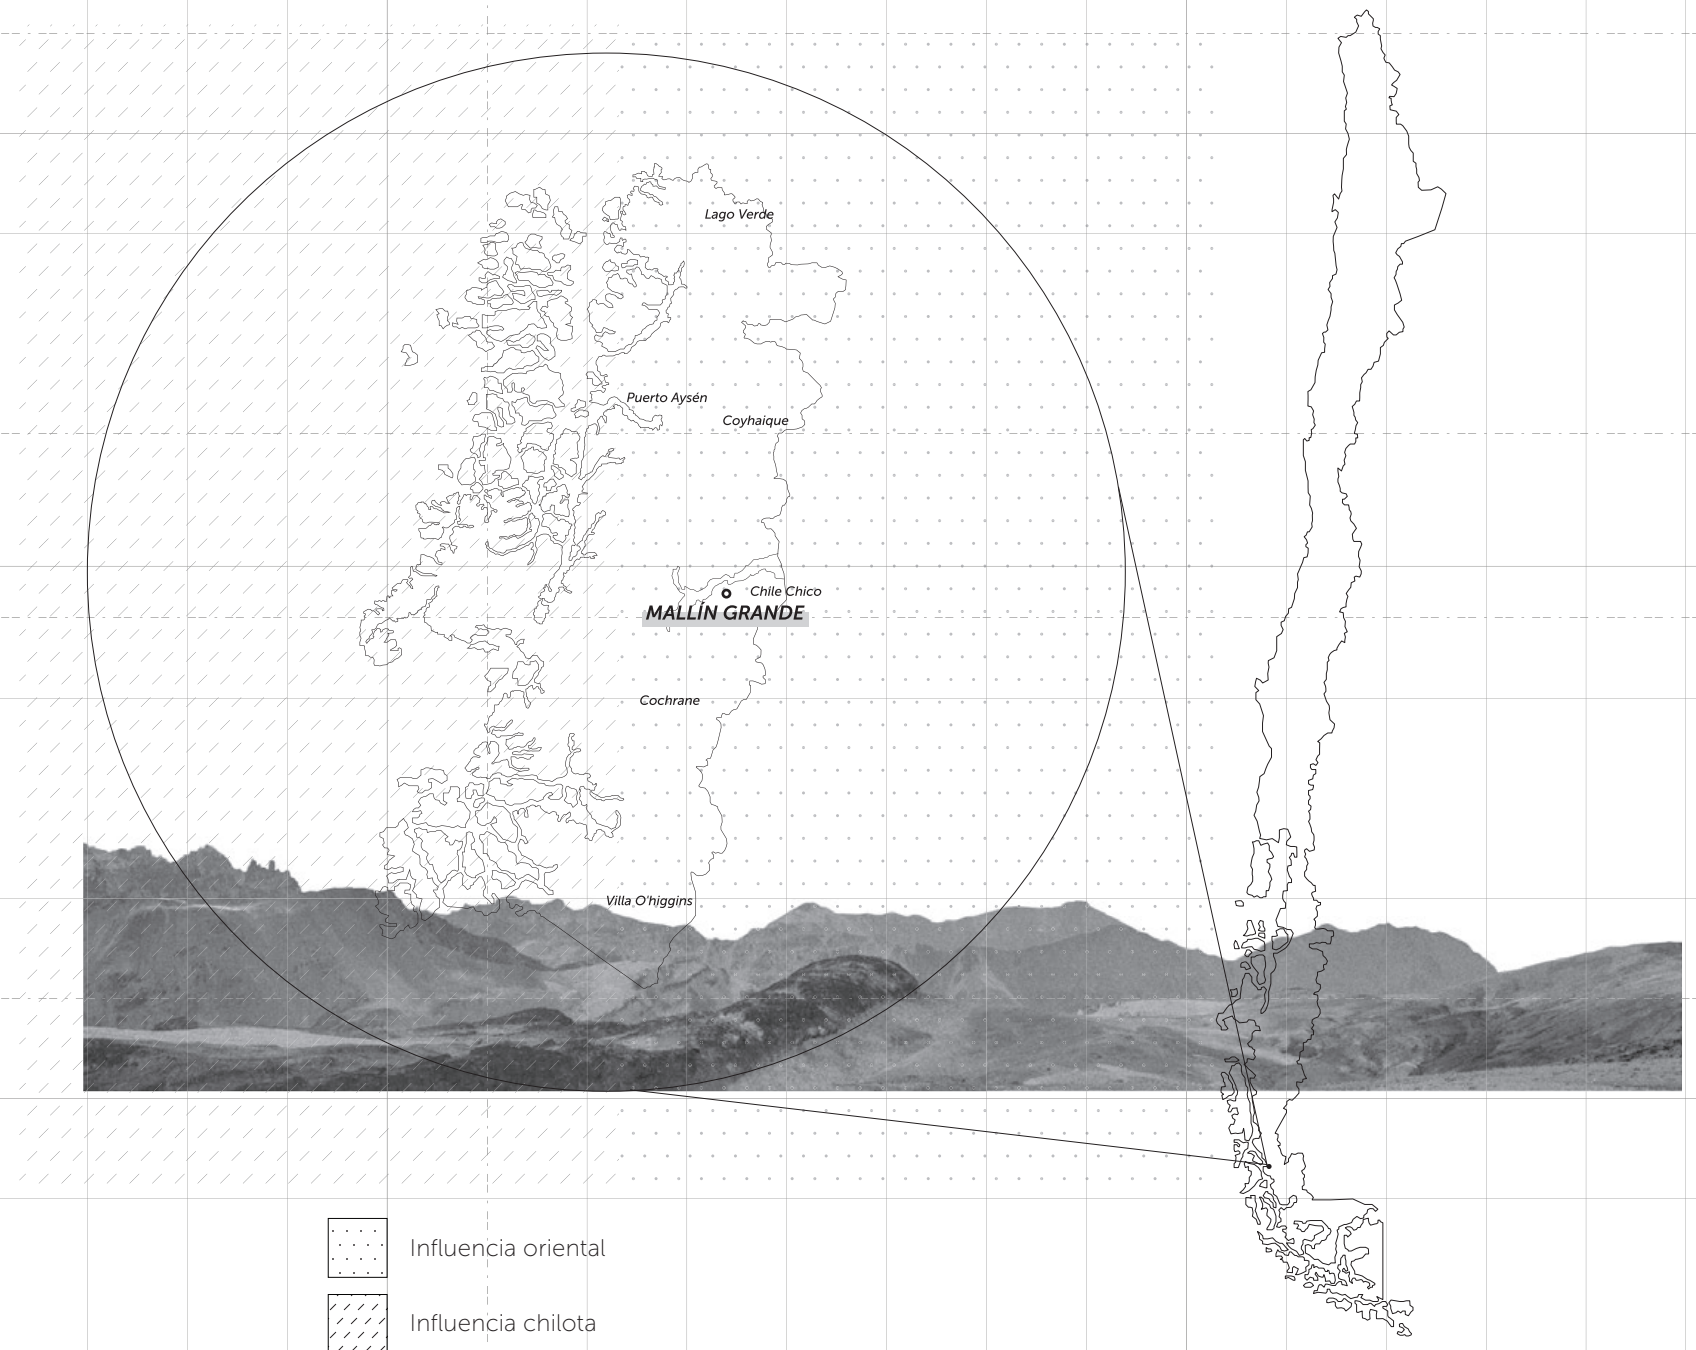 Lago Verde
Puerto Aysén
Coyhaique
Chile Chico
MALLÍN GRANDE
Cochrane
Villa O'higgins
Influencia oriental
Influencia chilota